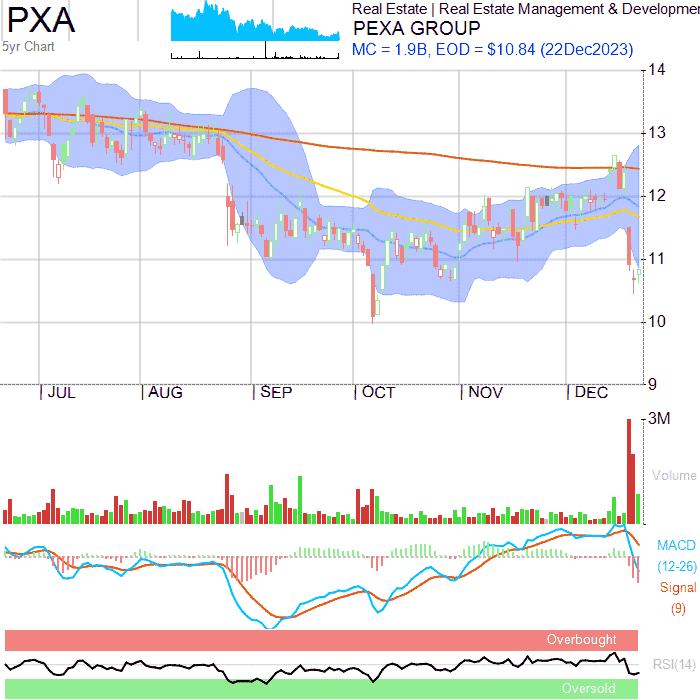 PXA
5yr Chart
Real Estate | Real Estate Management & Developmen
PEXA GROUP
MC = 1.9B, EOD = $10.84 (22Dec2023)
14
13
12
11
10
9
JUL AUG SEP OCT NOV DEC
3M
Volume
MACD
(12-26)
Signal
(9)
Overbought
RSI(14)
Oversold